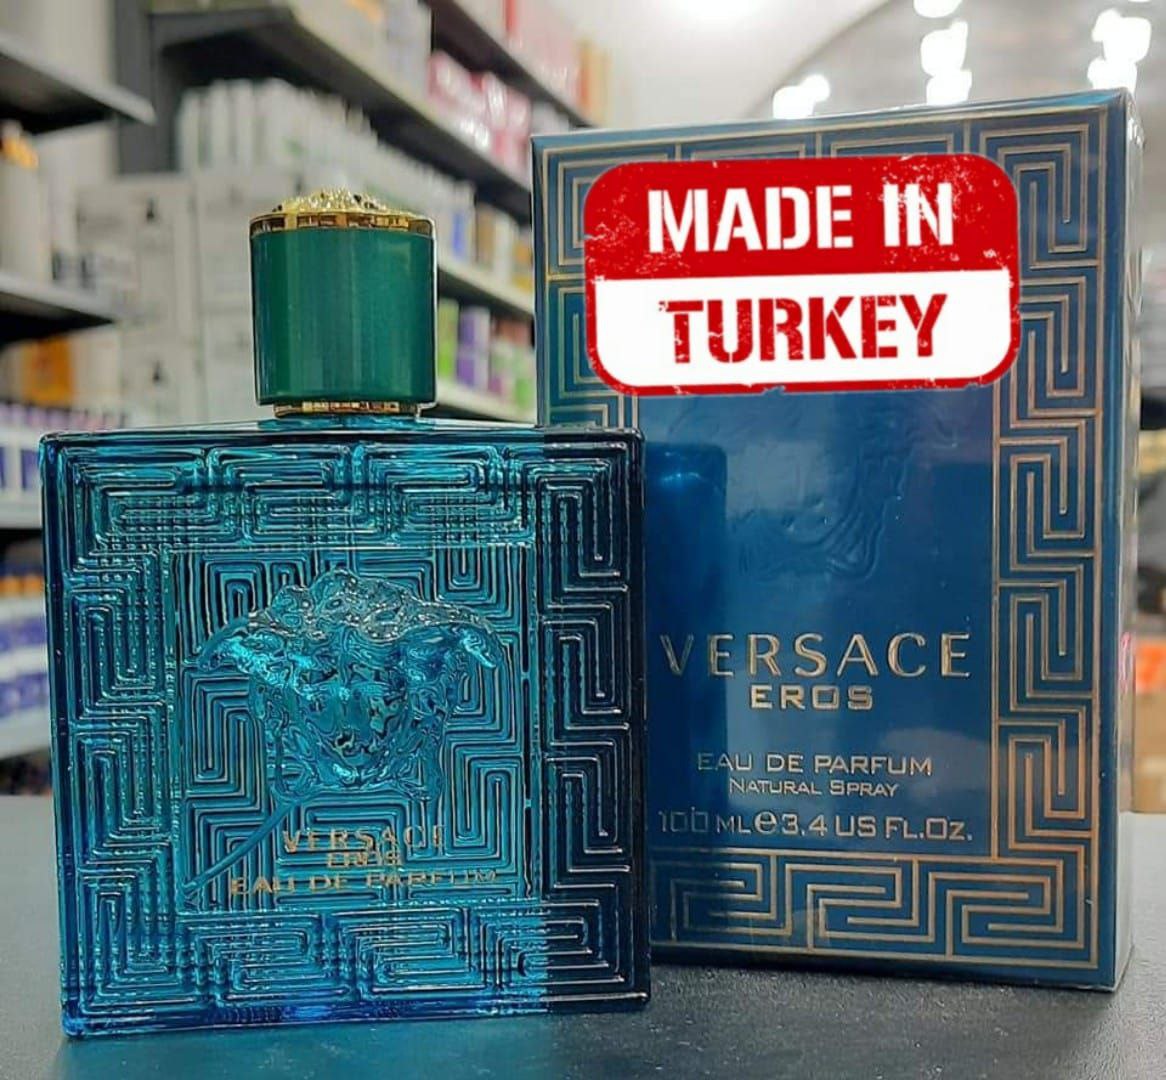 MADE IN
TURKEY
VERSACE
EROS
EAU DE PARFUM
NATURAL SPRAY
100 ML e 3.4 US FL.OZ.
VERSACE
EROS
EAU DE PARFUM